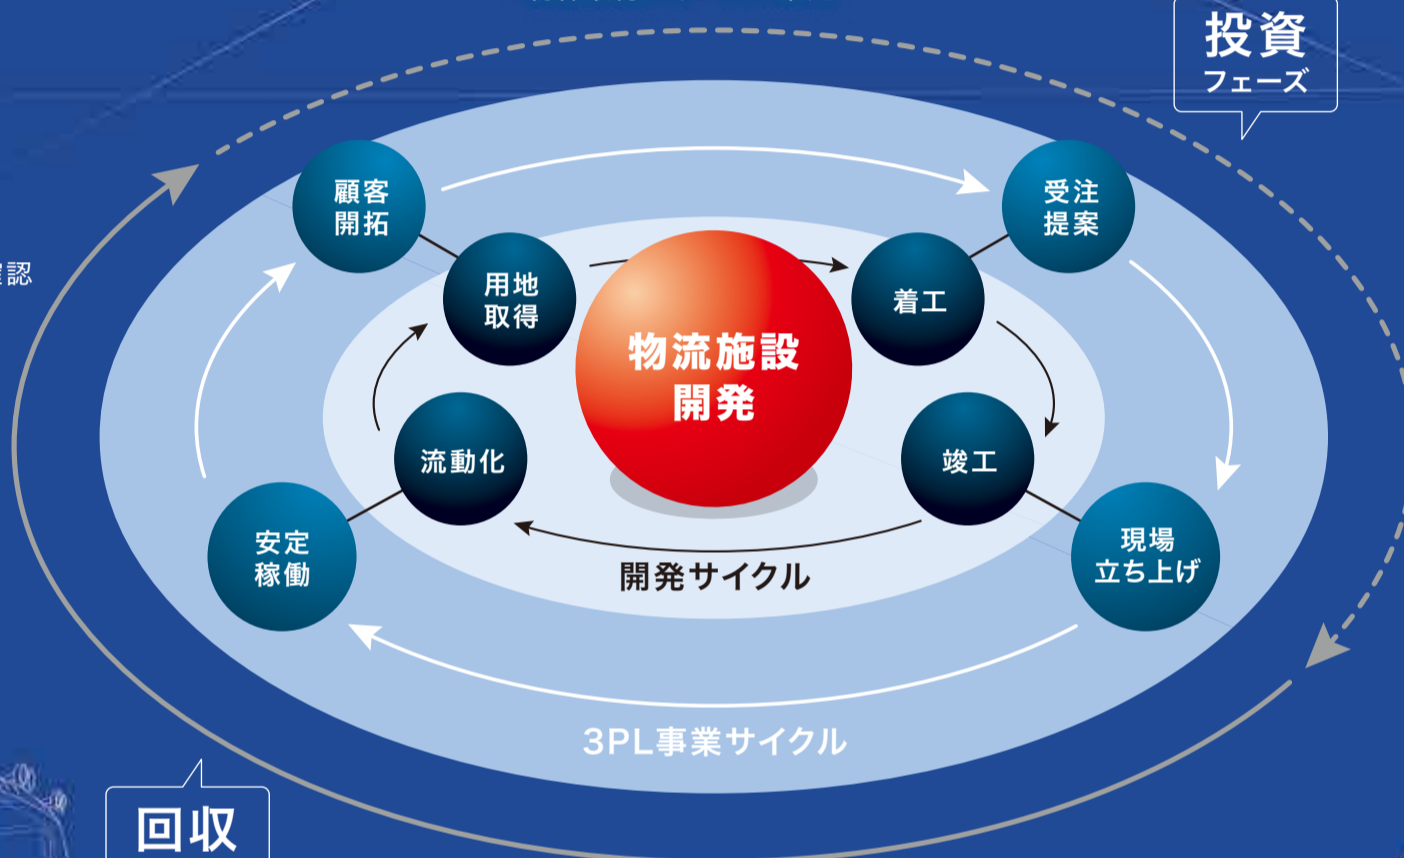 投資
フェーズ
顧客
開拓
受注
提案
用地
取得
着工
認
物流施設
開発
流動化
竣工
安定
稼働
現場
立ち上げ
開発サイクル
3PL事業サイクル
回収